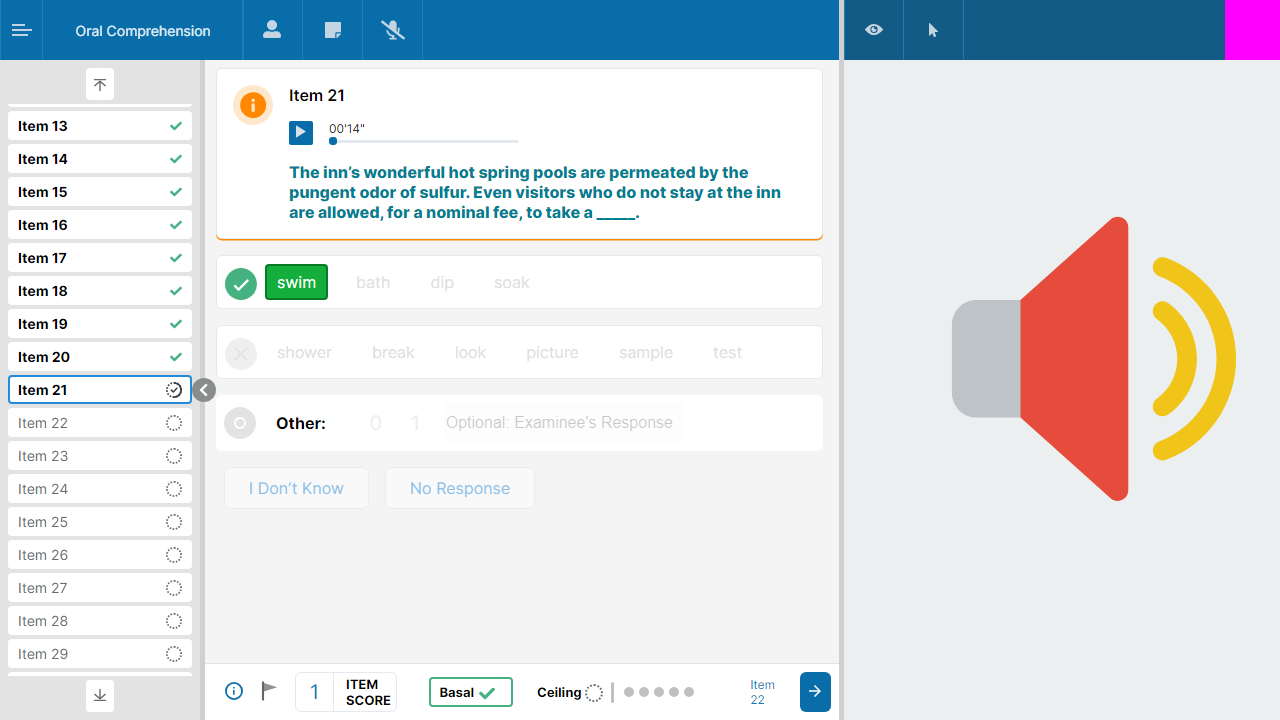 Oral Comprehension
Item 13
Item 14
Item 15
Item 16
Item 17
Item 18
Item 19
Item 20
Item 21
Item 22
Item 23
Item 24
Item 25
Item 26
Item 27
Item 28
Item 29
Item 21
00'14"
The inn’s wonderful hot spring pools are permeated by the
pungent odor of sulfur. Even visitors who do not stay at the inn
are allowed, for a nominal fee, to take a _____.
swim bath dip soak
shower break look picture sample test
Other: 0 1 Optional: Examinee's Response
I Don’t Know No Response
1 ITEM
SCORE
Basal
Ceiling
Item
22